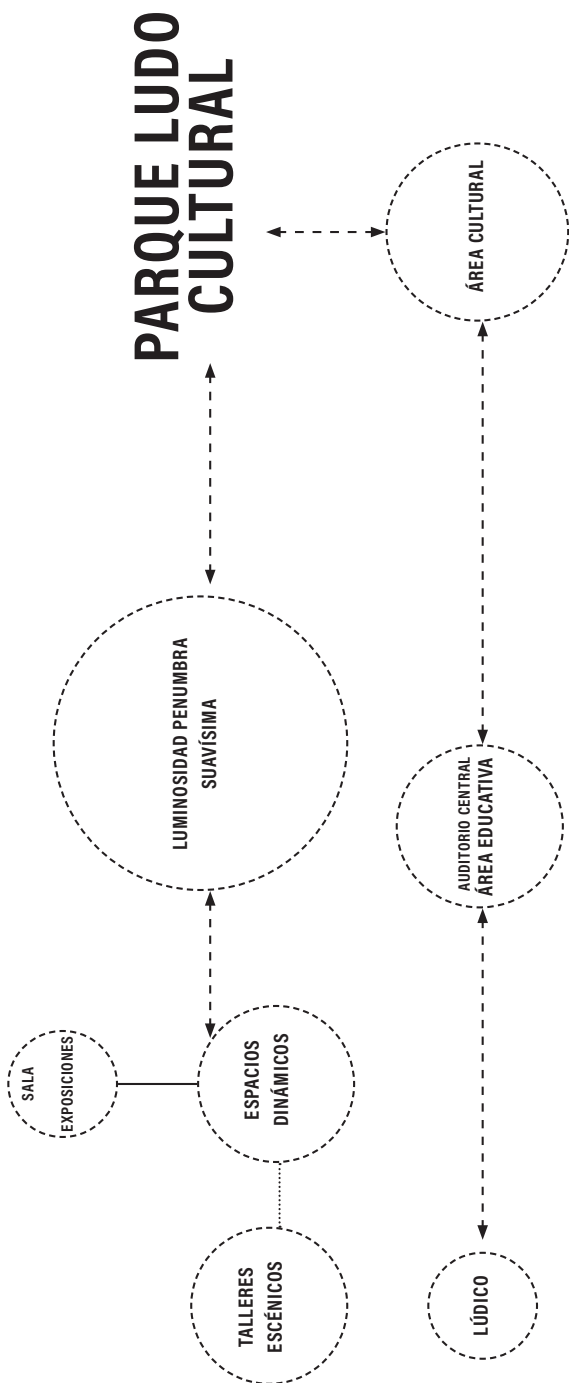 PARQUE LUDO
CULTURAL
LUMINOSIDAD PENUMBRA
SUAVÍSIMA
ÁREA CULTURAL
SALA
EXPOSICIONES
ESPACIOS
DINÁMICOS
AUDITORIO CENTRAL
ÁREA EDUCATIVA
TALLERES
ESCÉNICOS
LÚDICO